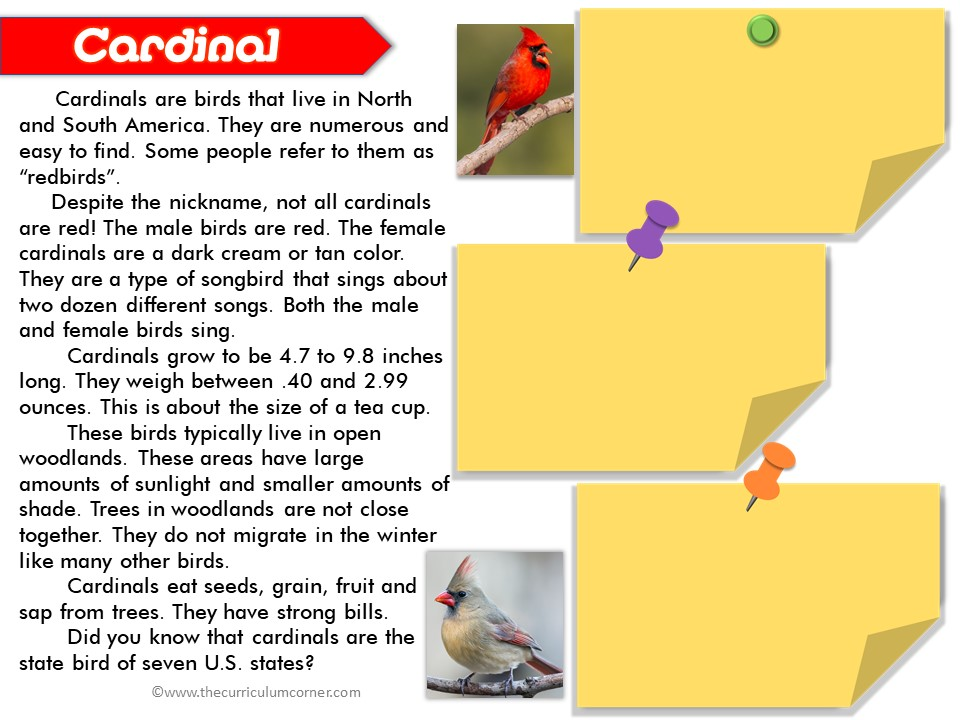 Cardinal
Cardinals are birds that live in North
and South America. They are numerous and
easy to find. Some people refer to them as
“redbirds”.
Despite the nickname, not all cardinals
are red! The male birds are red. The female
cardinals are a dark cream or tan color.
They are a type of songbird that sings about
two dozen different songs. Both the male
and female birds sing.
Cardinals grow to be 4.7 to 9.8 inches
long. They weigh between .40 and 2.99
ounces. This is about the size of a tea cup.
These birds typically live in open
woodlands. These areas have large
amounts of sunlight and smaller amounts of
shade. Trees in woodlands are not close
together. They do not migrate in the winter
like many other birds.
Cardinals eat seeds, grain, fruit and
sap from trees. They have strong bills.
Did you know that cardinals are the
state bird of seven U.S. states?
©www.thecurriculumcorner.com